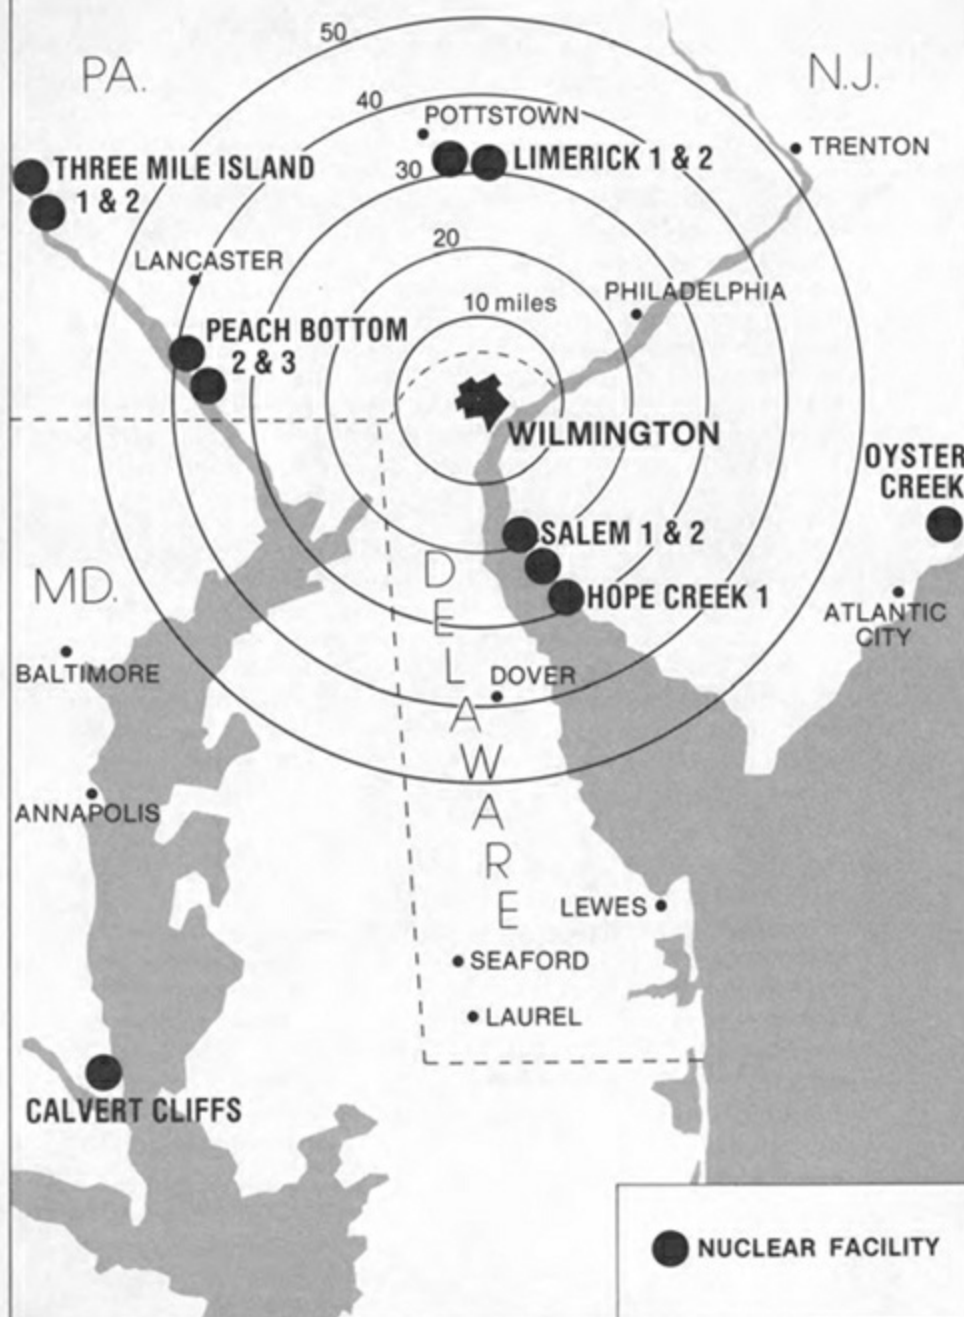 50
PA.
N.J.
40
POTTSTOWN
TRENTON
THREE MILE ISLAND
1 & 2
LIMERICK 1 & 2
30
20
LANCASTER
PHILADELPHIA
10 miles
PEACH BOTTOM
2 & 3
WILMINGTON
OYSTER
CREEK
SALEM 1 & 2
MD.
HOPE CREEK 1
ATLANTIC
CITY
BALTIMORE
DOVER
DELAWARE
ANNAPOLIS
LEWES
SEAFORD
LAUREL
CALVERT CLIFFS
NUCLEAR FACILITY